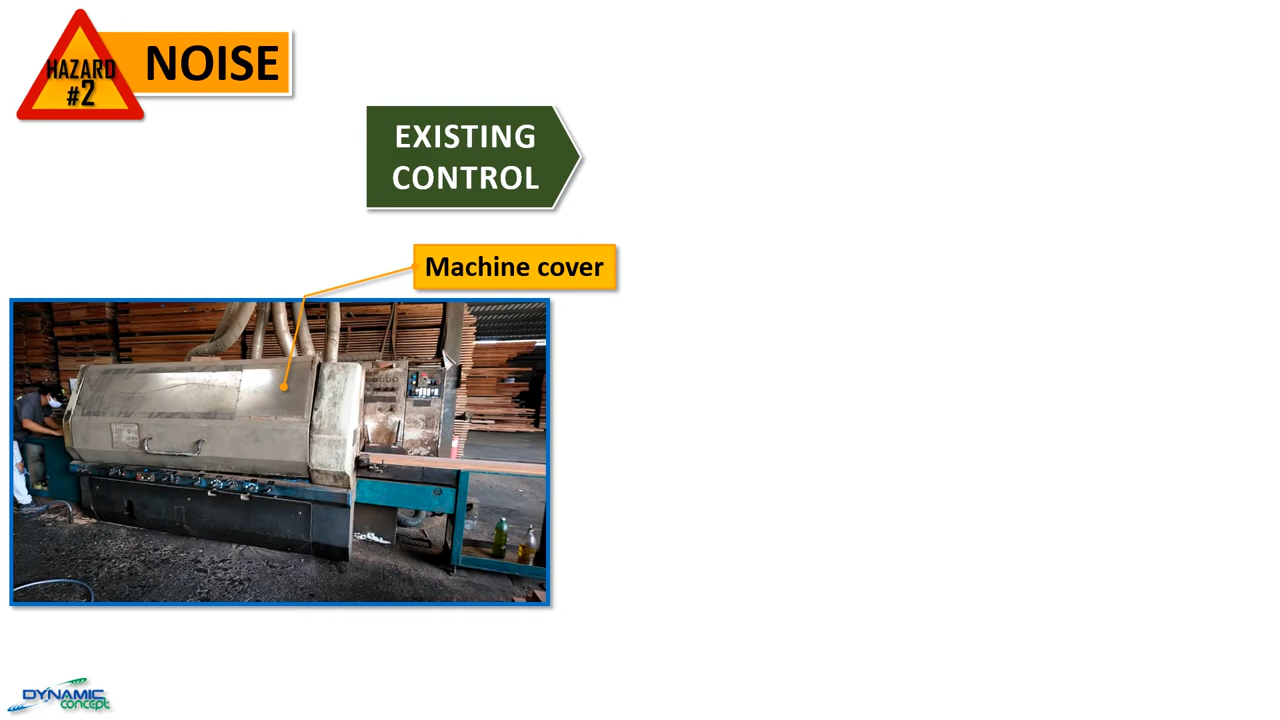 HAZARD
#2
NOISE
EXISTING
CONTROL
Machine cover
DYNAMIC
concept